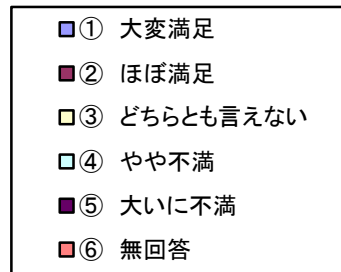 ① 大変満足
② ほぼ満足
③ どちらとも言えない
④ やや不満
⑤ 大いに不満
⑥ 無回答